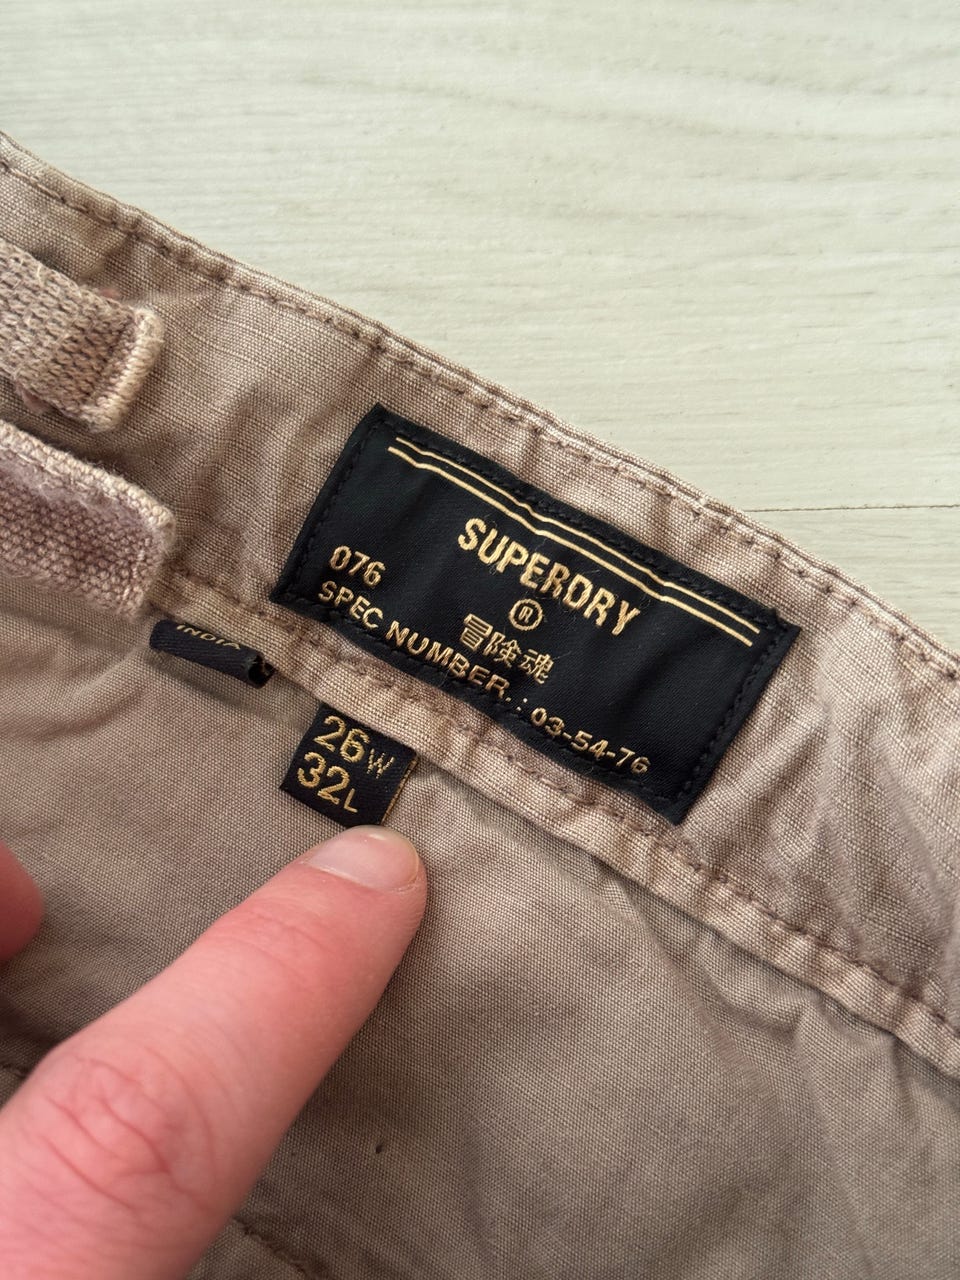 SUPERDRY
®
冒険魂
076
SPEC NUMBER. : 03-54-76
INDIA
26W
32L